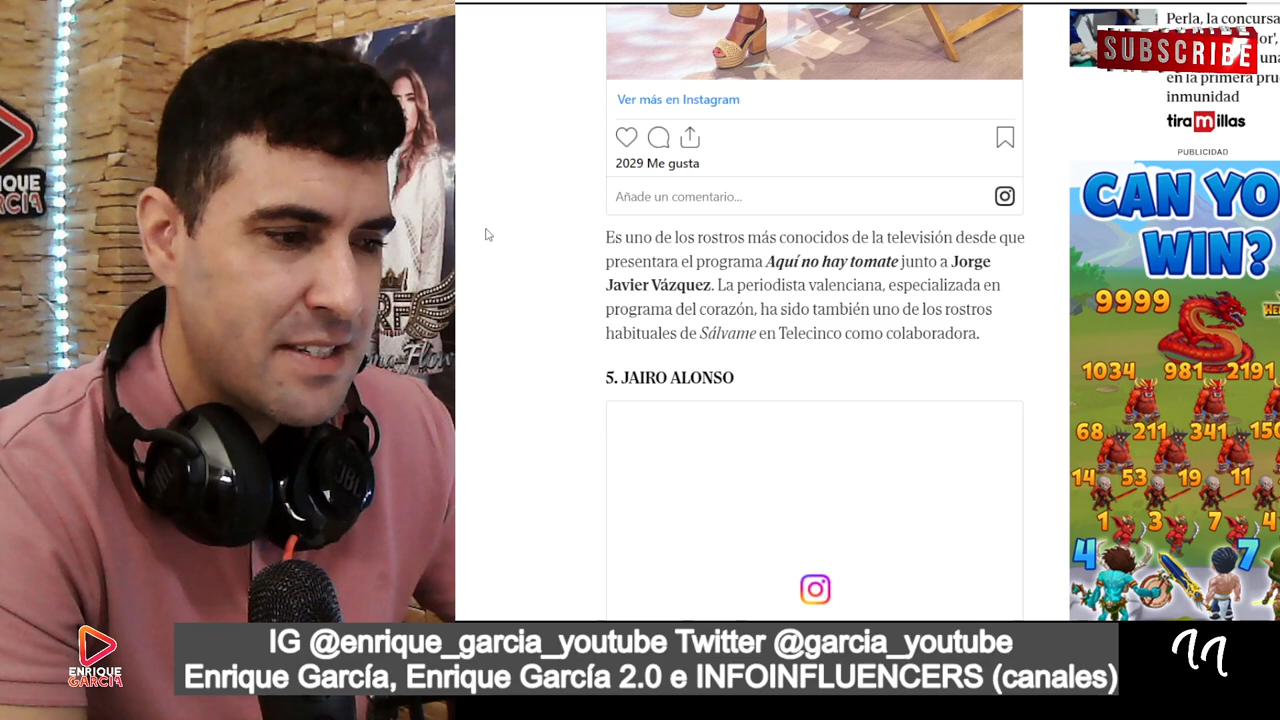 Perla, la concursa
SUBSCRIBE
en la primera pru
inmunidad
tiramillas
PUBLICIDAD
Ver más en Instagram
2029 Me gusta
Añade un comentario...
Es uno de los rostros más conocidos de la televisión desde que
presentara el programa Aquí no hay tomate junto a Jorge
Javier Vázquez. La periodista valenciana, especializada en
programa del corazón, ha sido también uno de los rostros
habituales de Sálvame en Telecinco como colaboradora.
5. JAIRO ALONSO
CAN YO
WIN?
9999
1034 981 2191
68 211 341 150
14 53 19 11
1 3 7 4
4 7
JBL
IG @enrique_garcia_youtube Twitter @garcia_youtube
Enrique García, Enrique García 2.0 e INFOINFLUENCERS (canales)
ENRIQUE
GARCIA